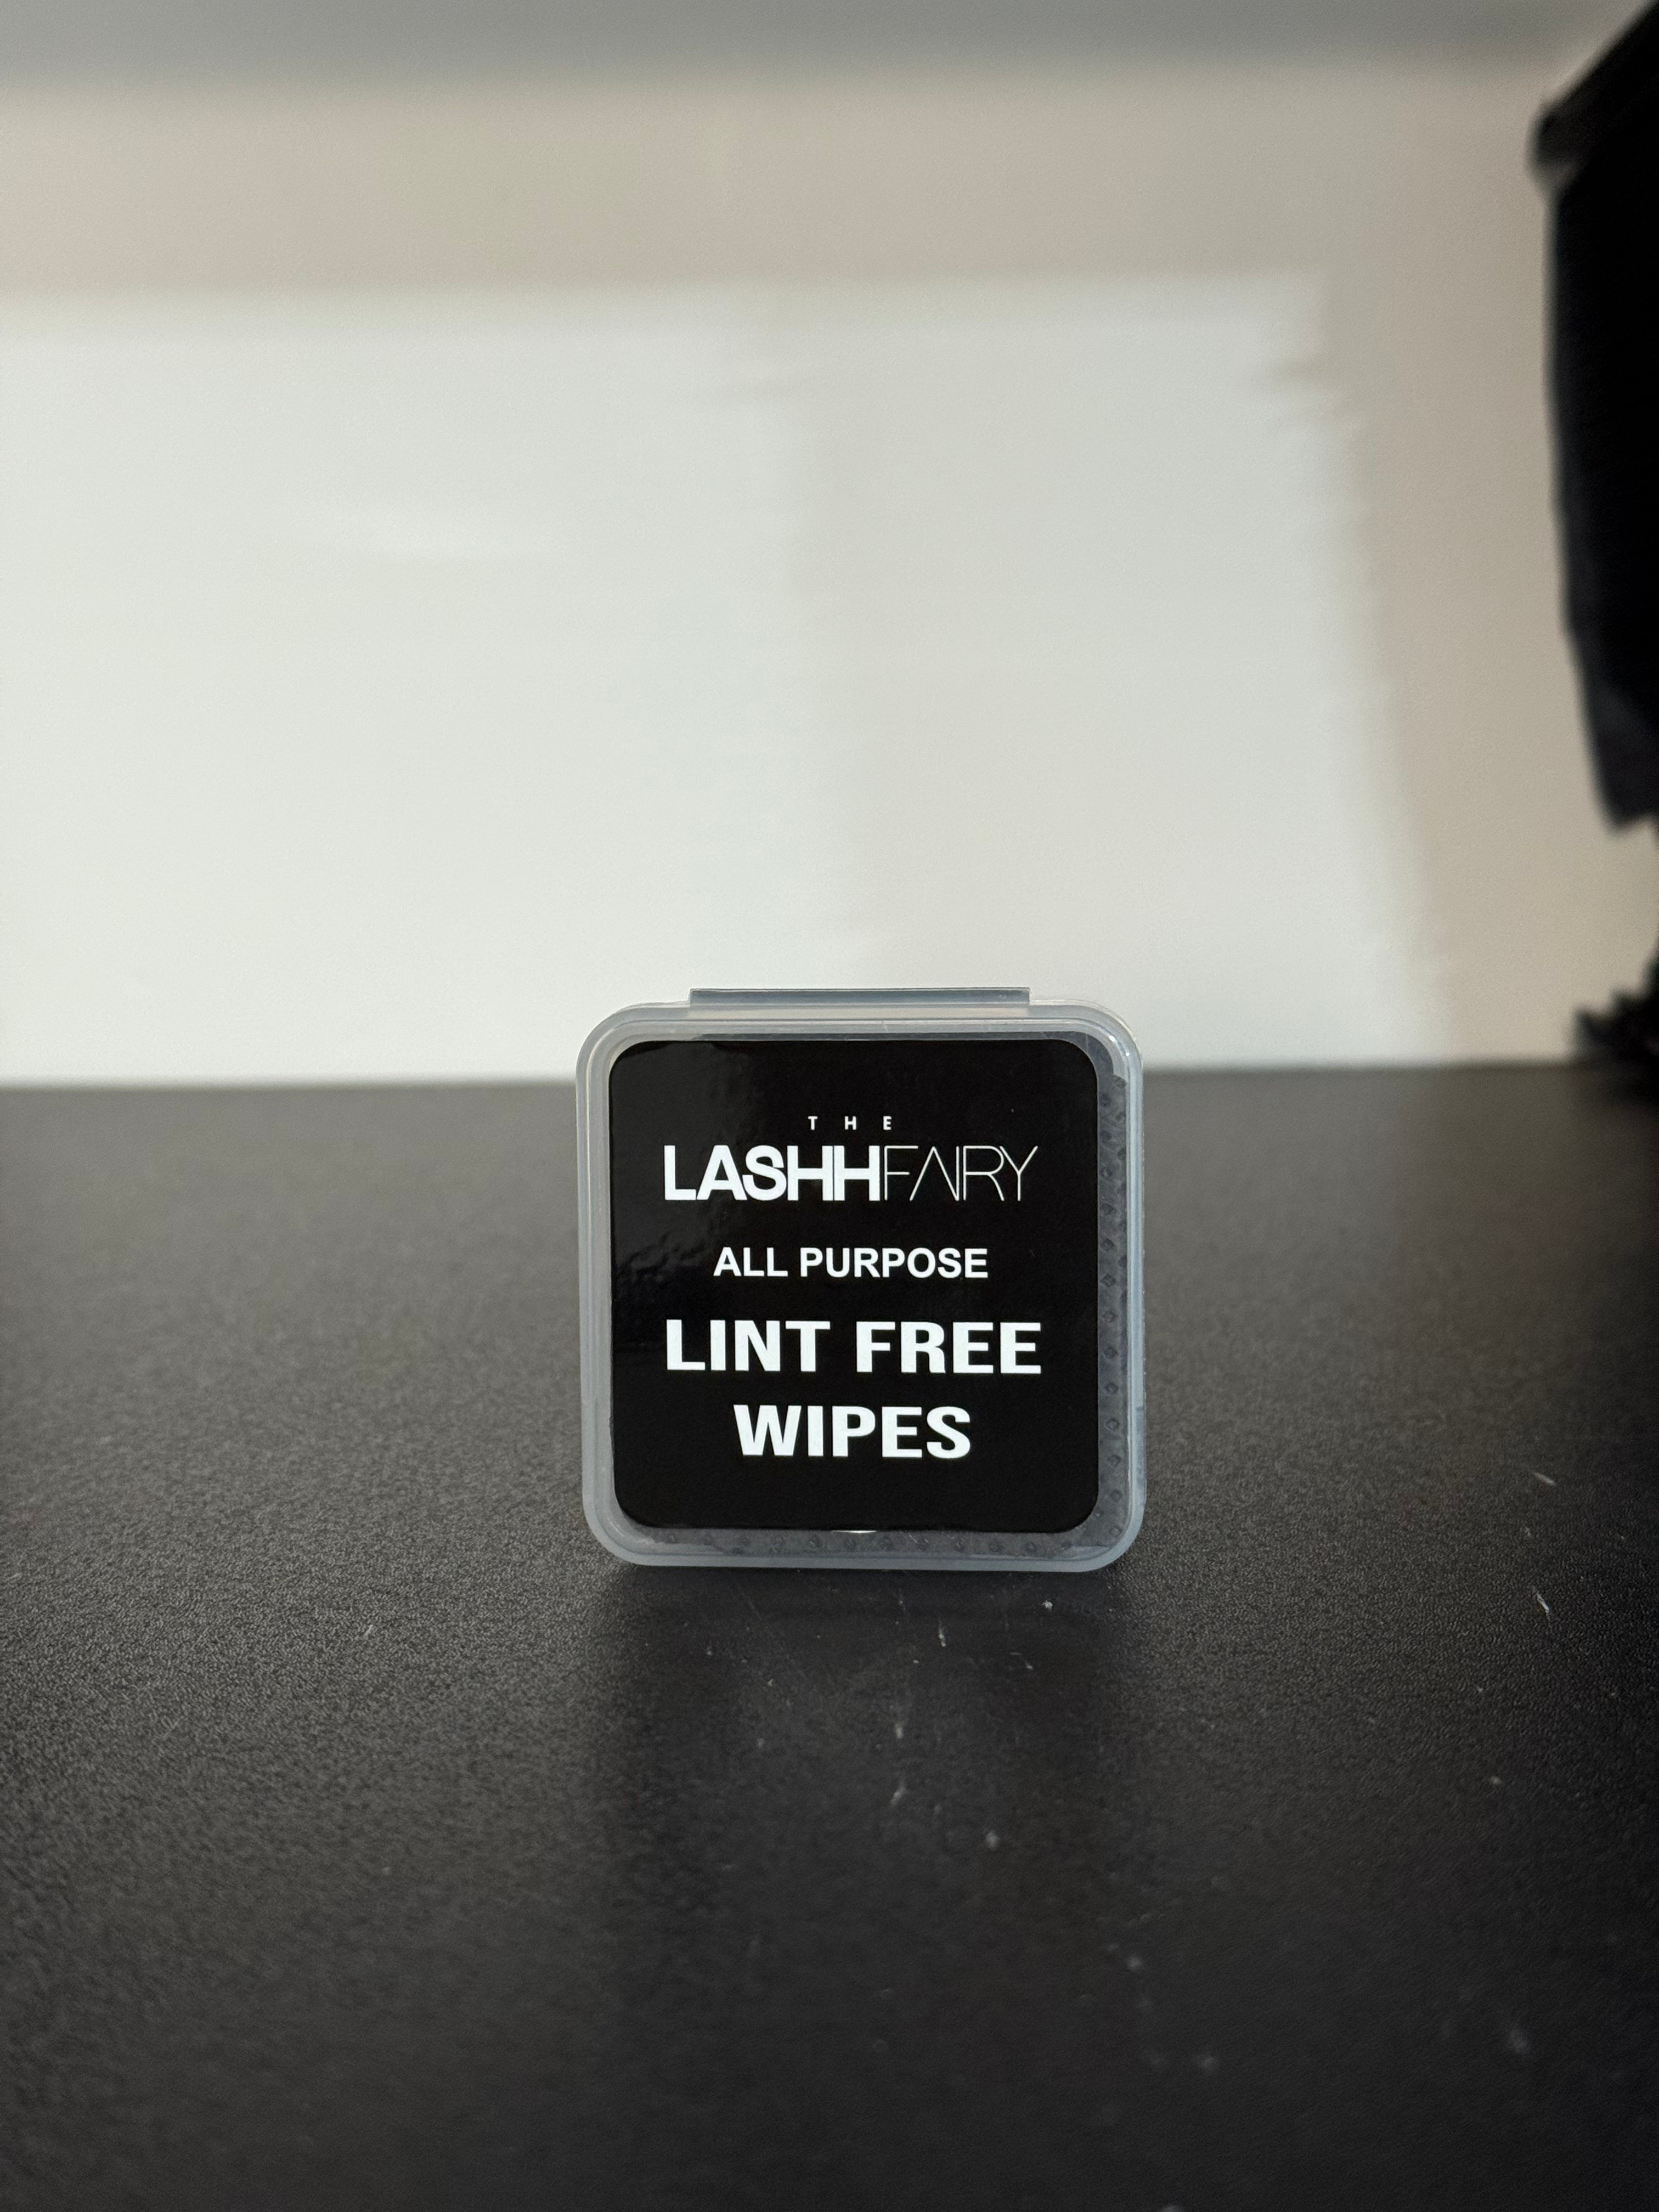 THE
LASHHFAIRY
ALL PURPOSE
LINT FREE
WIPES